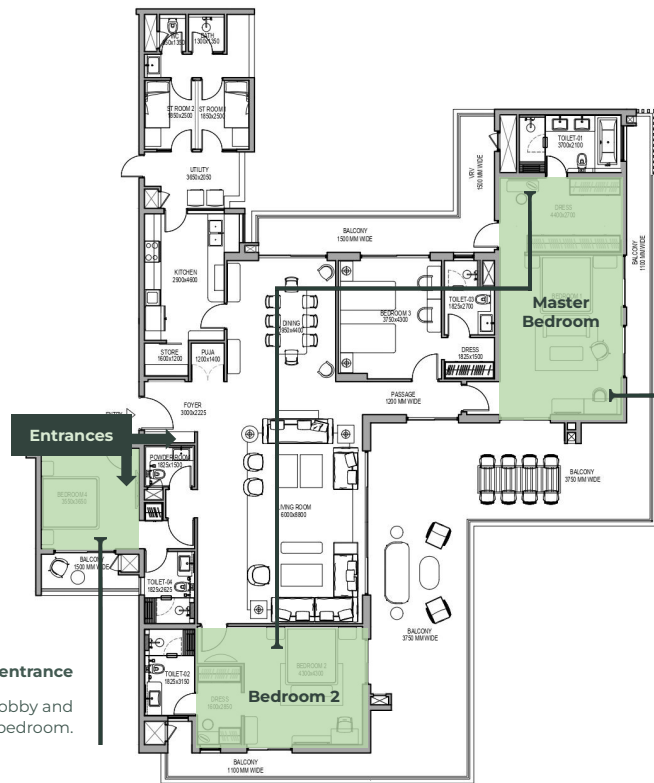 BATH
1300x1350
ST ROOM 2
1850x2500
ST ROOM 1
1850x2500
UTILITY
3650x2050
TOILET-01
3700x2100
VRV
1500 MM WIDE
DRESS
BALCONY
1500 MM WIDE
BALCONY
1100 MM WIDE
KITCHEN
2900x4600
DINING
BEDROOM 3
3750x4300
TOILET-03
1825x2700
Master
Bedroom
DRESS
1825x1500
STORE
1600x1200
PUJA
1200x1400
PASSAGE
1200 MM WIDE
FOYER
3000x2225
Entrances
POWDER ROOM
1825x1500
BALCONY
3750 MM WIDE
BEDROOM 4
LIVING ROOM
6000x8800
BALCONY
1500 MM WIDE
TOILET-04
1825x2625
BALCONY
3750 MM WIDE
entrance
obby and
bedroom.
TOILET-02
1825x3150
BEDROOM 2
DRESS
Bedroom 2
BALCONY
1100 MM WIDE